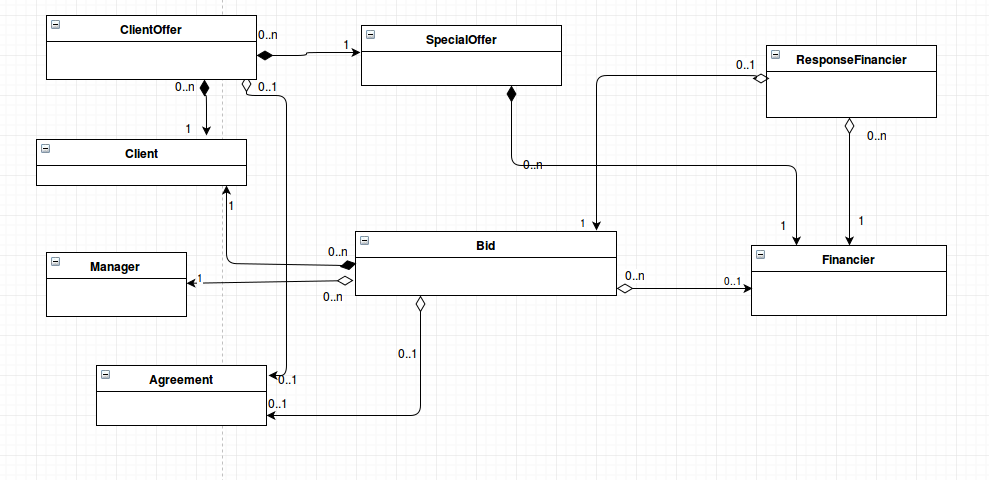 ClientOffer
0..n
1
SpecialOffer
0..1
ResponseFinancier
0..n
0..1
0..n
1
Client
0..n
1
1
1
1
Bid
0..n
Manager
1
0..n
0..n
0..1
Financier
0..1
Agreement
0..1
0..1